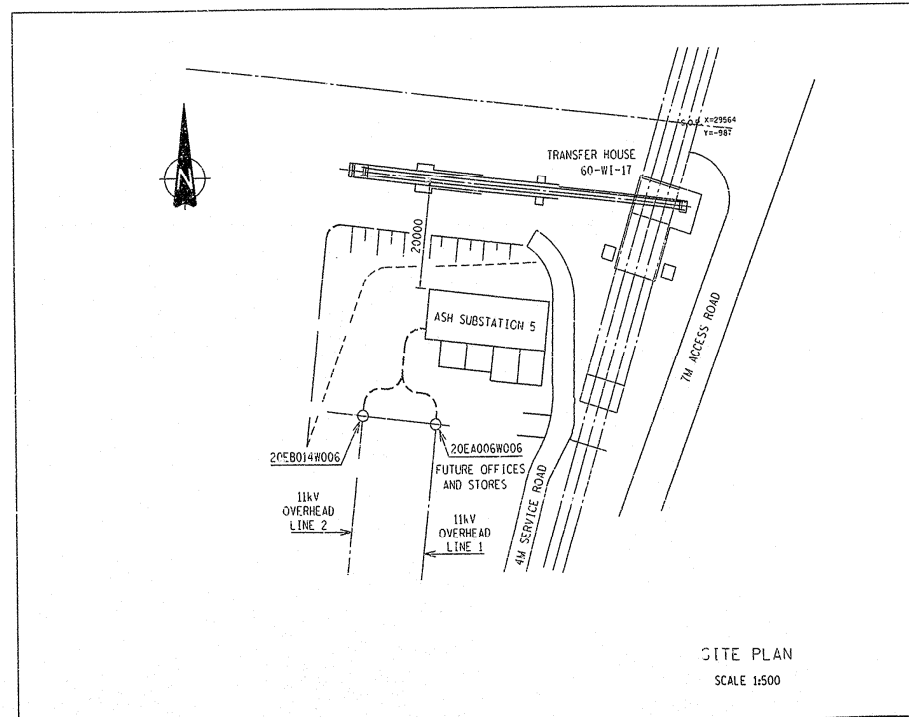 X=29564
Y=-987
TRANSFER HOUSE
60-WI-17
N
20000
ASH SUBSTATION 5
7M ACCESS ROAD
20EB014W006
20EA006W006
FUTURE OFFICES
AND STORES
11kV
OVERHEAD
LINE 2
11kV
OVERHEAD
LINE 1
4M SERVICE ROAD
SITE PLAN
SCALE 1:500